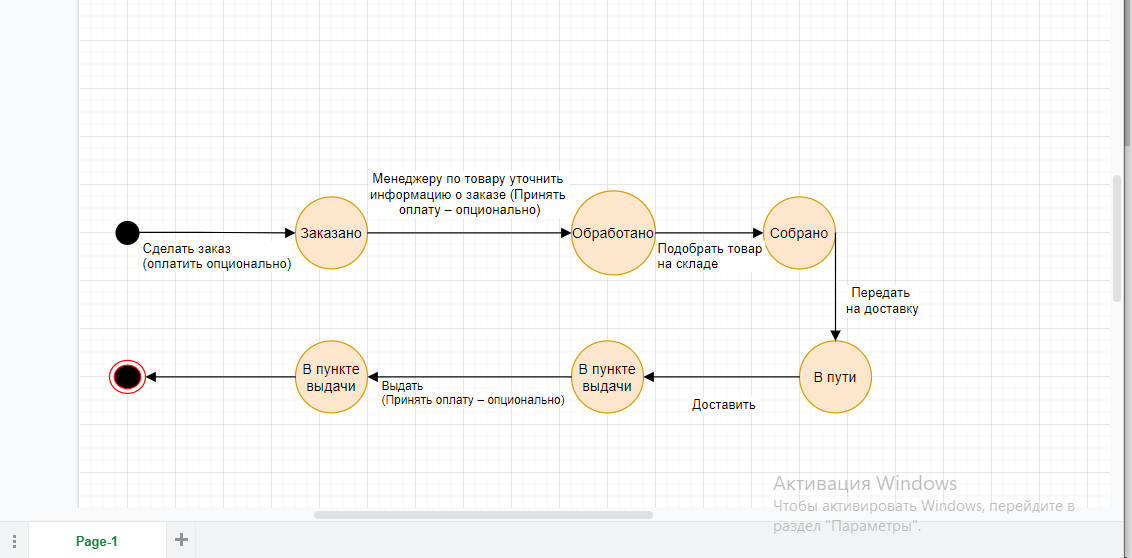 Менеджеру по товару уточнить
информацию о заказе (Принять
оплату – опционально)
Заказано
Обработано
Собрано
Сделать заказ
(оплатить опционально)
Подобрать товар
на складе
Передать
на доставку
В пункте
выдачи
В пункте
выдачи
В пути
Выдать
(Принять оплату – опционально)
Доставить
Активация Windows
Чтобы активировать Windows, перейдите в
раздел "Параметры".
Page-1